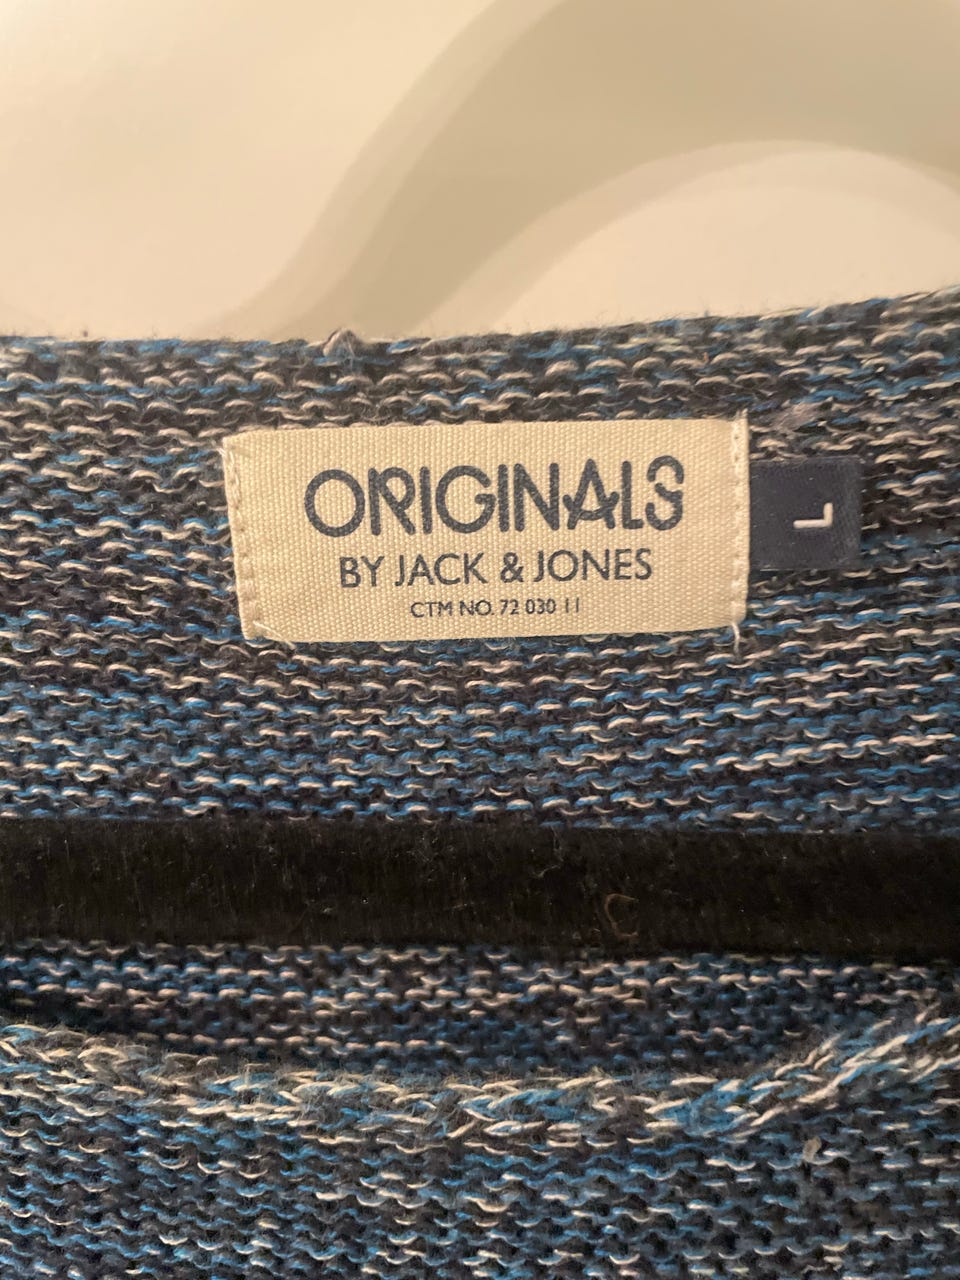 ORIGINALS
BY JACK & JONES
CTM NO. 72 030 11
L